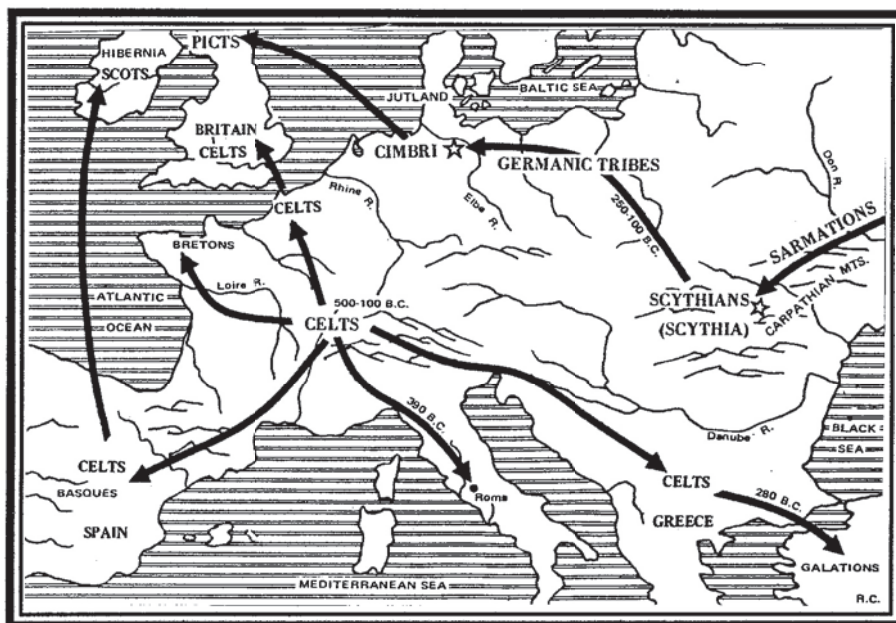 PICTS
HIBERNIA
SCOTS
JUTLAND
BALTIC SEA
BRITAIN
CELTS
CIMBRI
GERMANIC TRIBES
Don R.
Rhine R.
Elbe R.
CELTS
250-100 B.C.
SARMATIONS
BRETONS
Loire R.
ATLANTIC
OCEAN
500-100 B.C.
CELTS
SCYTHIANS
(SCYTHIA)
CARPATHIAN MTS.
390 B.C.
Danube R.
BLACK
SEA
CELTS
BASQUES
SPAIN
Rome
CELTS
GREECE
280 B.C.
GALATIONS
MEDITERRANEAN SEA
R.C.